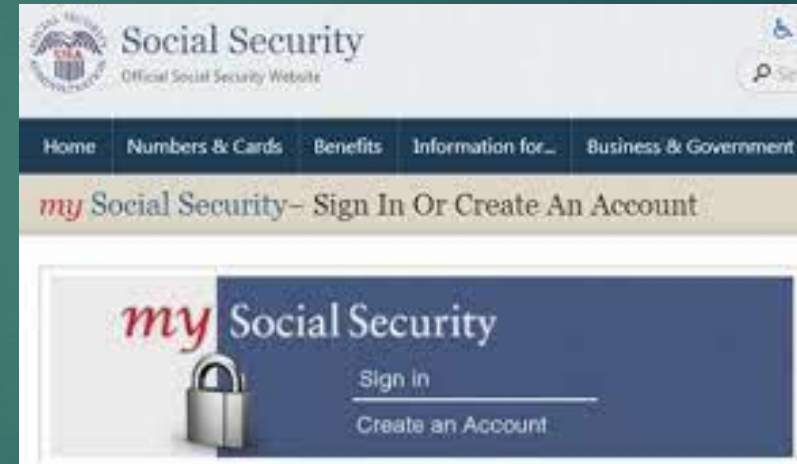 Social Security
Official Social Security Website
Home Numbers & Cards Benefits Information for... Business & Government
my Social Security– Sign In Or Create An Account
my Social Security
Sign in
Create an Account